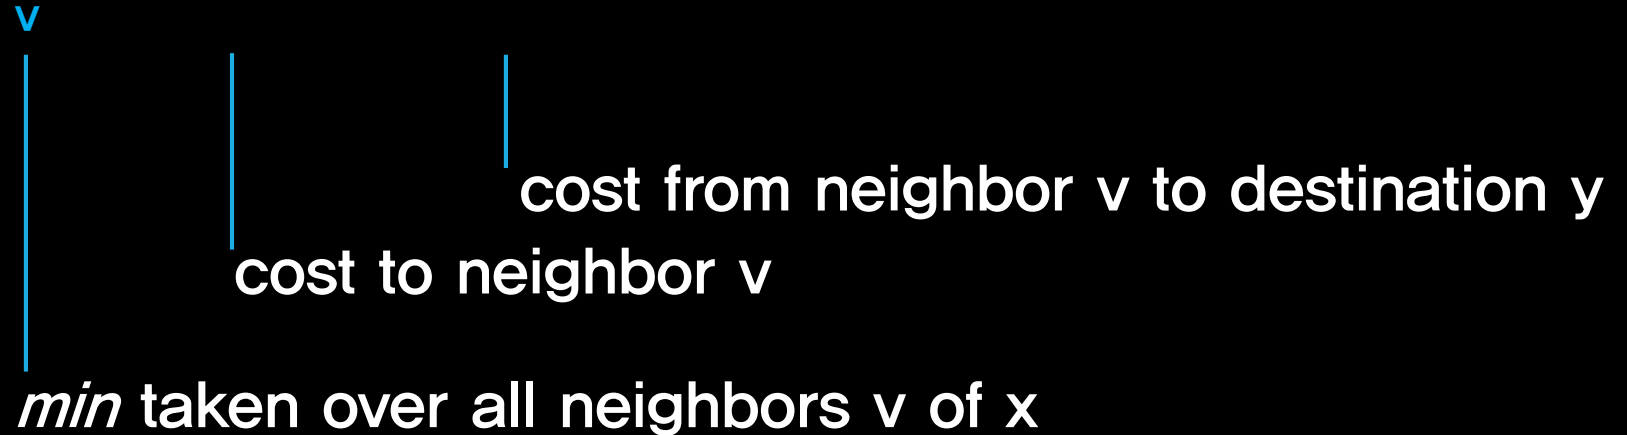 v
cost from neighbor v to destination y
cost to neighbor v
min taken over all neighbors v of x